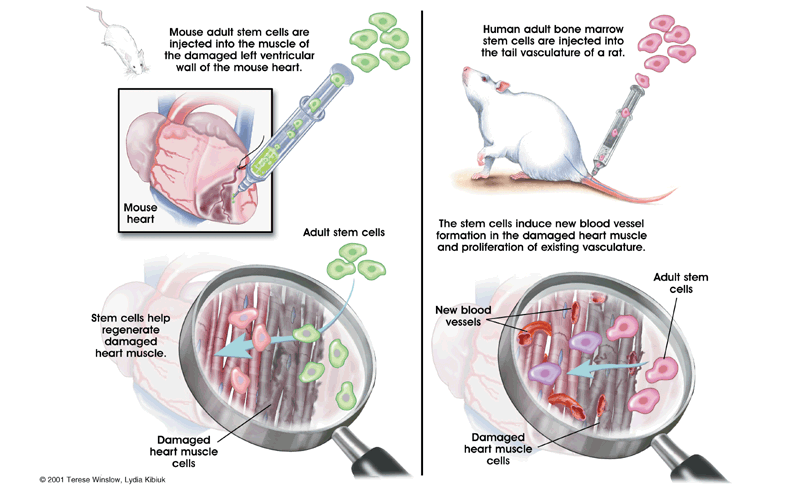 Mouse adult stem cells are
injected into the muscle of
the damaged left ventricular
wall of the mouse heart.
Mouse
heart
Adult stem cells
Stem cells help
regenerate
damaged
heart muscle.
Damaged
heart muscle
cells
Human adult bone marrow
stem cells are injected into
the tail vasculature of a rat.
The stem cells induce new blood vessel
formation in the damaged heart muscle
and proliferation of existing vasculature.
Adult stem
cells
New blood
vessels
Damaged
heart muscle
cells
© 2001 Terese Winslow, Lydia Kibiuk